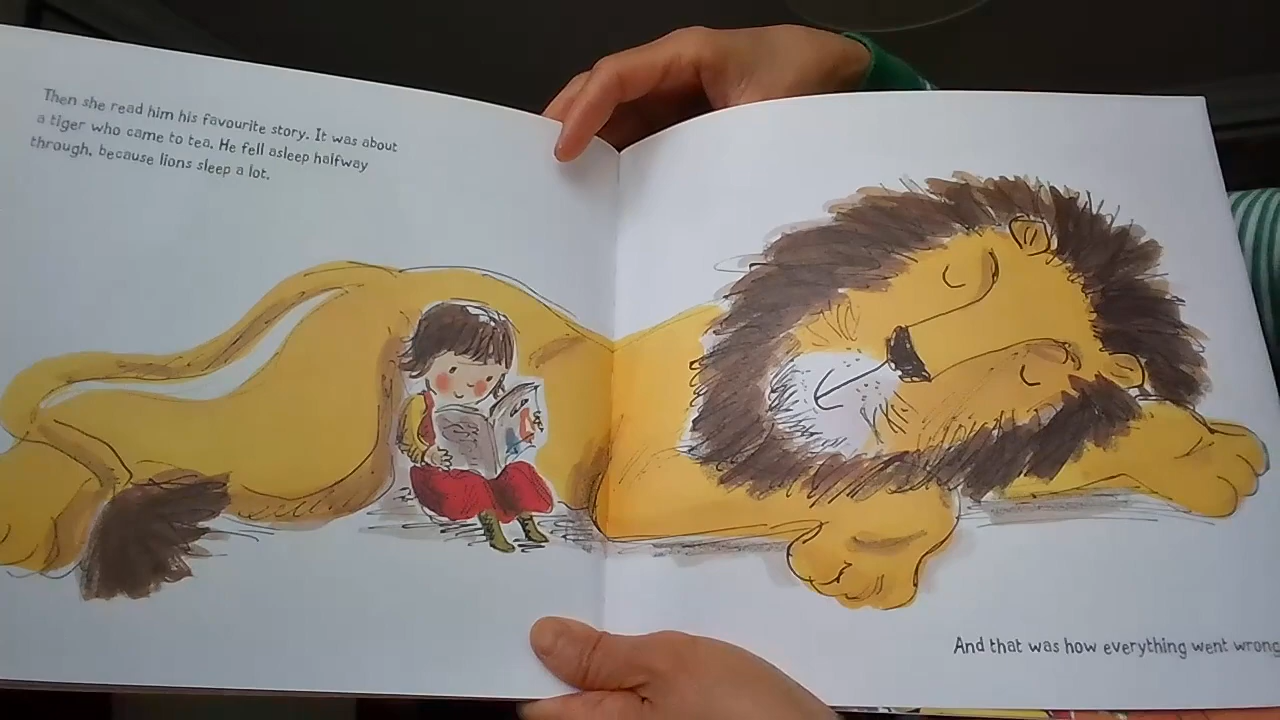 Then she read him his favourite story. It was about
a tiger who came to tea. He fell asleep halfway
through, because lions sleep a lot.
And that was how everything went wrong